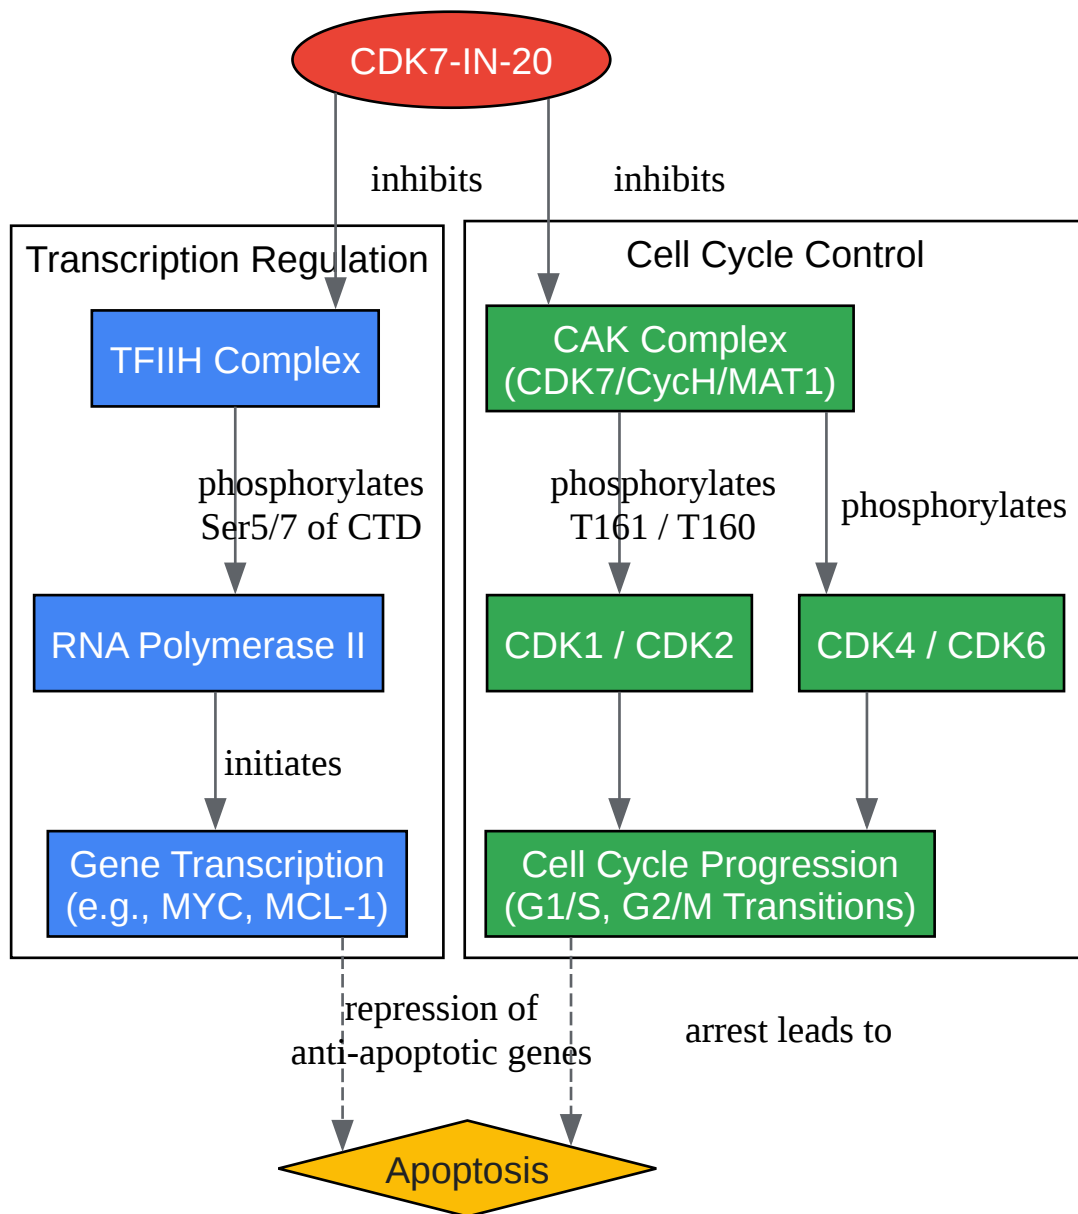 CDK7-IN-20
inhibits
inhibits
Transcription Regulation
Cell Cycle Control
TFIIH Complex
CAK Complex
(CDK7/CycH/MAT1)
phosphorylates
Ser5/7 of CTD
phosphorylates
T161 / T160
phosphorylates
RNA Polymerase II
CDK1 / CDK2
CDK4 / CDK6
initiates
Gene Transcription
(e.g., MYC, MCL-1)
Cell Cycle Progression
(G1/S, G2/M Transitions)
repression of
anti-apoptotic genes
arrest leads to
Apoptosis